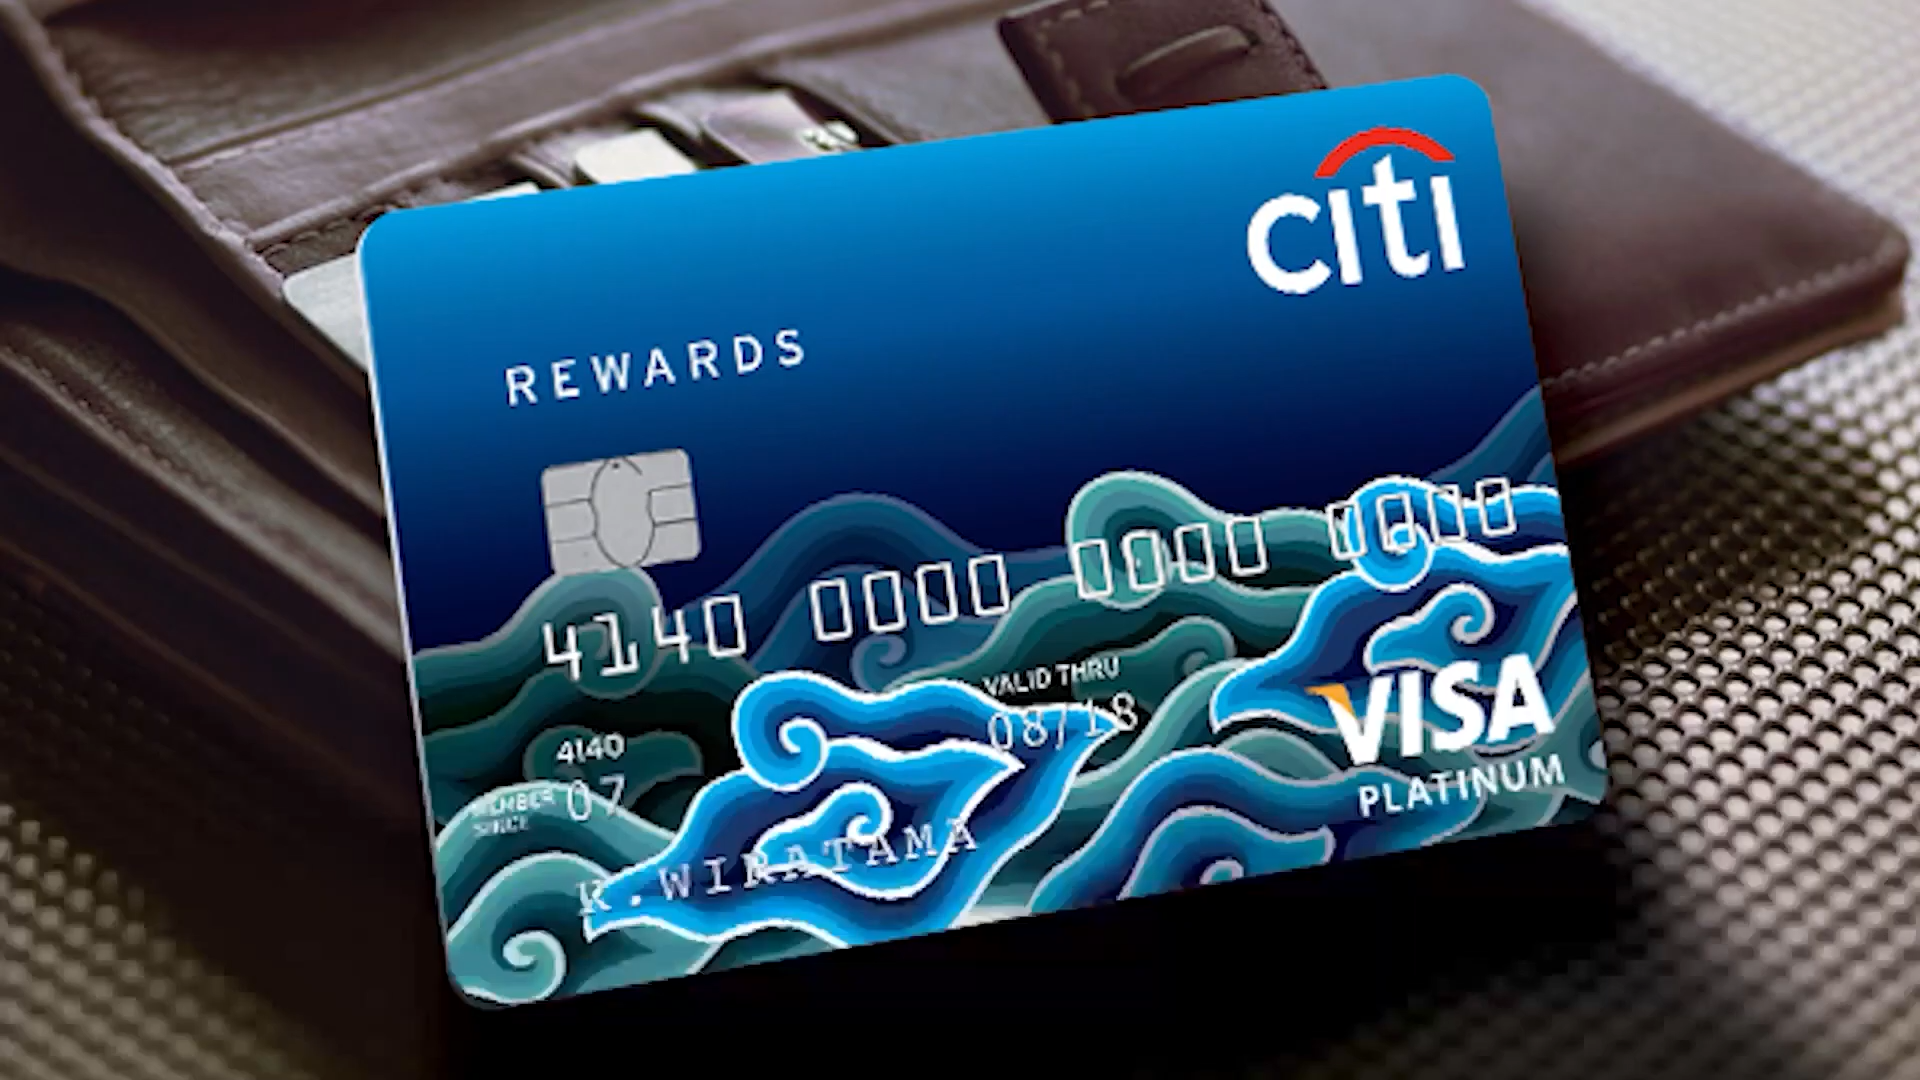 citi
REWARDS
4140 0000 0000 0000
VALID THRU
08/18
4140
MEMBER SINCE 07
R.WIRATAMA
VISA
PLATINUM